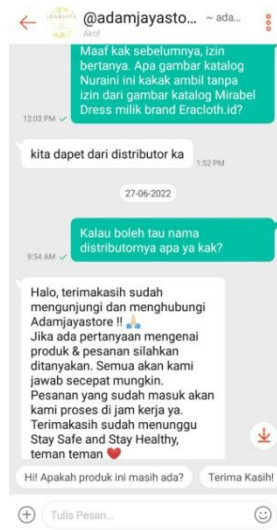 @adamjayasto... ~ ada...
Aktif
Maaf kak sebelumnya, izin
bertanya. Apa gambar katalog
Nuraini ini kakak ambil tanpa
izin dari gambar katalog Mirabel
Dress milik brand Eracloth.id?
12:03 PM
kita dapet dari distributor ka
1:52 PM
27-06-2022
Kalau boleh tau nama
distributornya apa ya kak?
9:54 AM
Halo, terimakasih sudah
mengunjungi dan menghubungi
Adamjayastore !! 🙏
Jika ada pertanyaan mengenai
produk & pesanan silahkan
ditanyakan. Semua akan kami
jawab secepat mungkin.
Pesanan yang sudah masuk akan
kami proses di jam kerja ya.
Terimakasih sudah menunggu
Stay Safe and Stay Healthy,
teman teman ❤️
Hi! Apakah produk ini masih ada?
Terima Kasih!
Tulis Pesan...